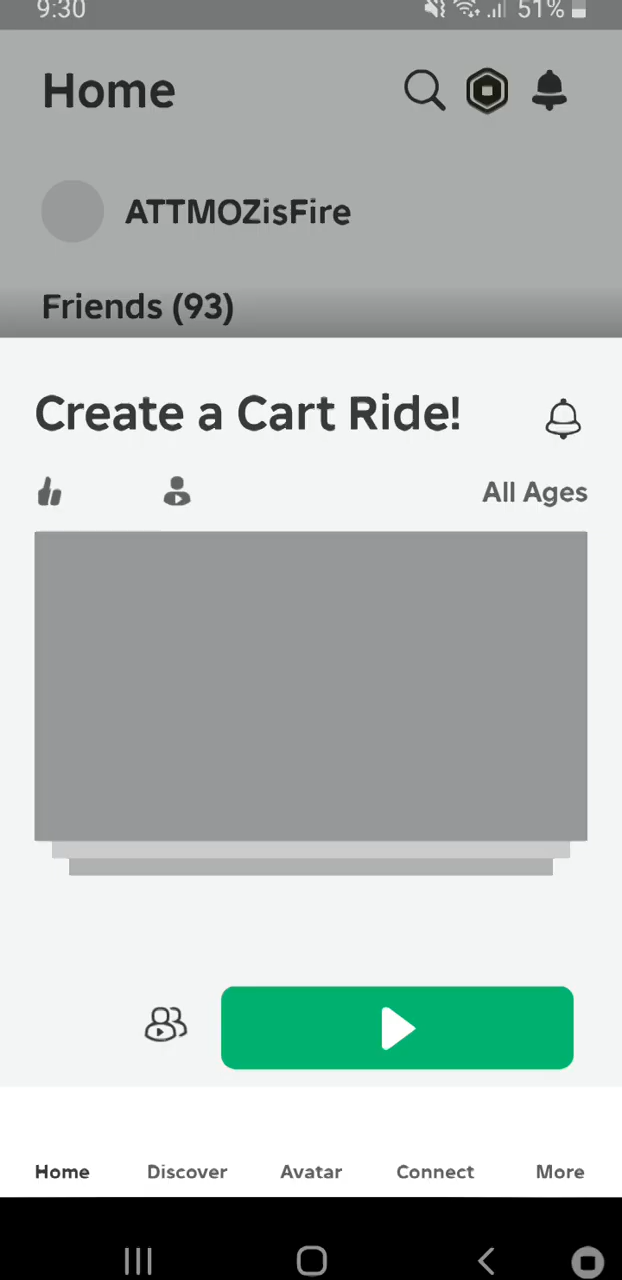 9:30
51%
Home
ATTMOZisFire
Friends (93)
Create a Cart Ride!
All Ages
Home Discover Avatar Connect More